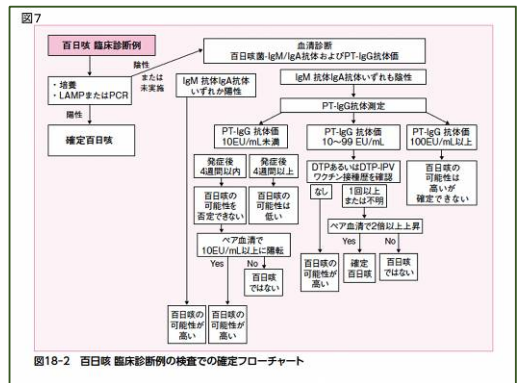 図7
百日咳 臨床診断例
陰性
または
未実施
血清診断
百日咳菌-IgM/IgA抗体およびPT-IgG抗体価
・培養
・LAMPまたはPCR
陽性
確定百日咳
IgM 抗体IgA抗体
いずれか陽性
IgM 抗体IgA抗体いずれも陰性
PT-IgG抗体測定
PT-IgG 抗体価
10EU/mL未満
PT-IgG 抗体価
10〜99 EU/mL
PT-IgG 抗体価
100EU/mL以上
発症後
4週間以内
発症後
4週間以上
DTPあるいはDTP-IPV
ワクチン接種歴を確認
百日咳の
可能性は
高いが
確定できない
百日咳の
可能性を
否定できない
百日咳の
可能性は
低い
なし
1回以上
または不明
ペア血清で
10EU/mL以上に陽転
ペア血清で2倍以上上昇
Yes
No
Yes
No
百日咳
ではない
百日咳の
可能性が
高い
確定
百日咳
百日咳
ではない
百日咳の
可能性が
高い
百日咳の
可能性が
高い
図18-2 百日咳 臨床診断例の検査での確定フローチャート